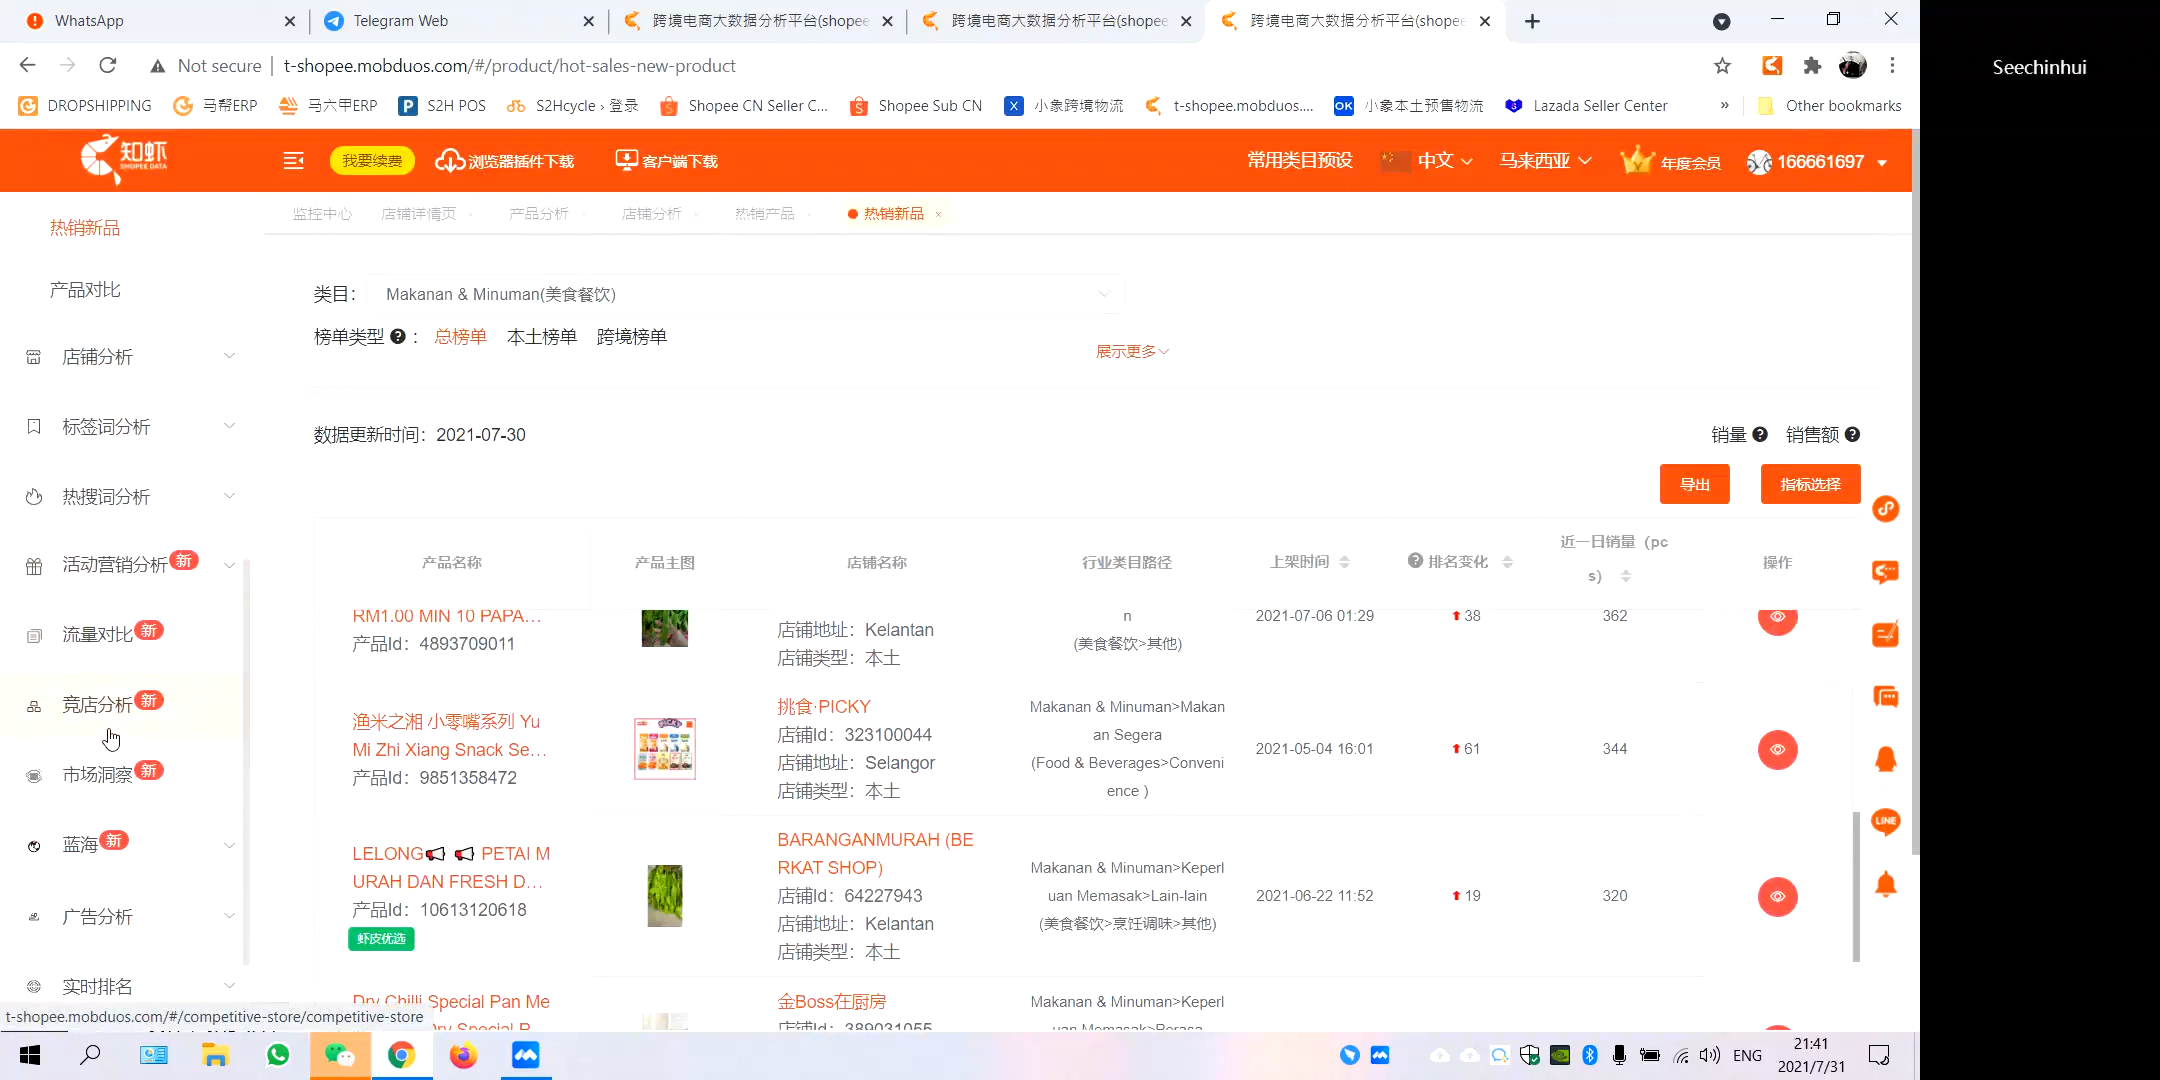 WhatsApp
Telegram Web
跨境电商大数据分析平台(shopee
跨境电商大数据分析平台(shopee
跨境电商大数据分析平台(shopee
Not secure
t-shopee.mobduos.com/#/product/hot-sales-new-product
DROPSHIPPING
马帮ERP
马六甲ERP
S2H POS
S2Hcycle › 登录
Shopee CN Seller C...
Shopee Sub CN
小象跨境物流
t-shopee.mobduos....
小象本土预售物流
Lazada Seller Center
»
Other bookmarks
Seechinhui
知虾
SHOPEE DATA
我要续费
浏览器插件下载
客户端下载
常用类目预设
中文
马来西亚
年度会员
166661697
热销新品
产品对比
店铺分析
标签词分析
热搜词分析
活动营销分析 新
流量对比 新
竞店分析 新
市场洞察 新
蓝海 新
广告分析
实时排名
监控中心
店铺详情页
产品分析
店铺分析
热销产品
热销新品
类目：
Makanan & Minuman(美食餐饮)
榜单类型 ? ：
总榜单
本土榜单
跨境榜单
展示更多
数据更新时间：2021-07-30
销量 ?
销售额 ?
导出
指标选择
产品名称
产品主图
店铺名称
行业类目路径
上架时间
? 排名变化
近一日销量（pc
s）
操作
RM1.00 MIN 10 PAPA...
产品Id：4893709011
店铺地址：Kelantan
店铺类型：本土
n
(美食餐饮>其他)
2021-07-06 01:29
38
362
渔米之湘 小零嘴系列 Yu
Mi Zhi Xiang Snack Se...
产品Id：9851358472
挑食·PICKY
店铺Id：323100044
店铺地址：Selangor
店铺类型：本土
Makanan & Minuman>Makan
an Segera
(Food & Beverages>Conveni
ence )
2021-05-04 16:01
61
344
LELONG PETAI M
URAH DAN FRESH D...
产品Id：10613120618
虾皮优选
BARANGANMURAH (BE
RKAT SHOP)
店铺Id：64227943
店铺地址：Kelantan
店铺类型：本土
Makanan & Minuman>Keperl
uan Memasak>Lain-lain
(美食餐饮>烹饪调味>其他)
2021-06-22 11:52
19
320
Dry Chilli Special Pan Me
金Boss在厨房
店铺Id：389031055
Makanan & Minuman>Keperl
uan Memasak>Perasa
LINE
t-shopee.mobduos.com/#/competitive-store/competitive-store
ENG
21:41
2021/7/31